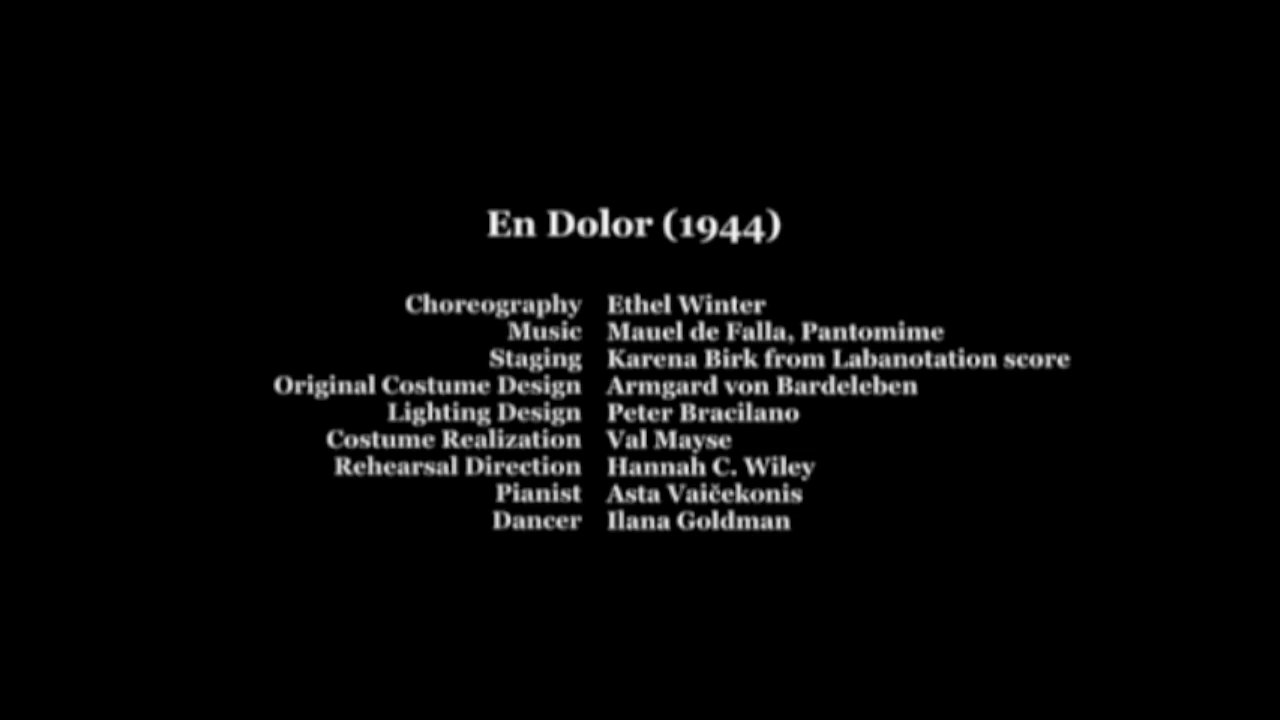 En Dolor (1944)
Choreography Ethel Winter
Music Mauel de Falla, Pantomime
Staging Karena Birk from Labanotation score
Original Costume Design Armgard von Bardeleben
Lighting Design Peter Bracilano
Costume Realization Val Mayse
Rehearsal Direction Hannah C. Wiley
Pianist Asta Vaičekonis
Dancer Ilana Goldman